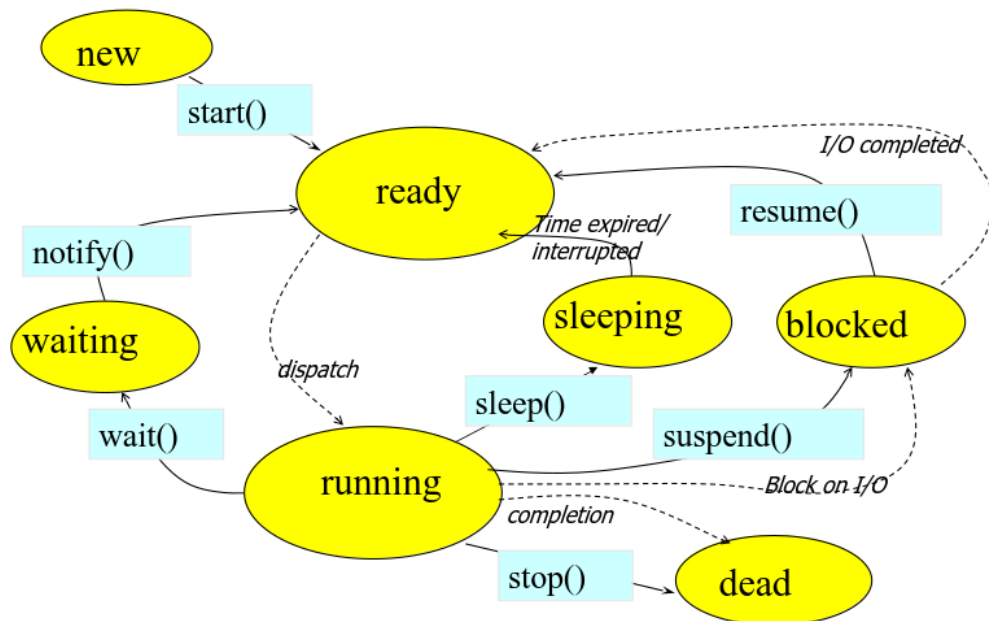 new
start()
I/O completed
ready
resume()
Time expired/
interrupted
notify()
sleeping
blocked
waiting
dispatch
sleep()
wait()
suspend()
running
Block on I/O
completion
stop()
dead